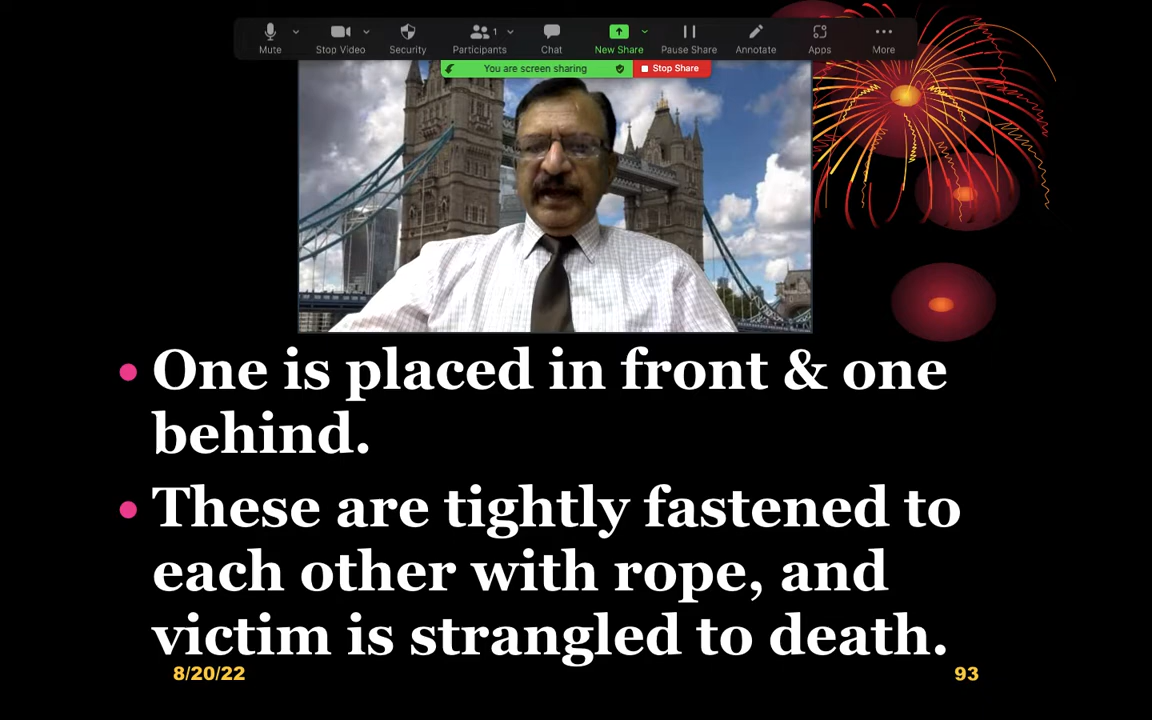 Mute
Stop Video
Security
Participants
1
Chat
New Share
Pause Share
Annotate
Apps
More
You are screen sharing
Stop Share
• One is placed in front & one
behind.
• These are tightly fastened to
each other with rope, and
victim is strangled to death.
8/20/22
93